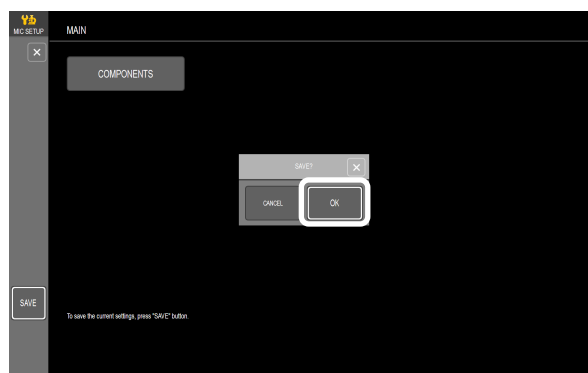 MIC SETUP
MAIN
COMPONENTS
SAVE?
CANCEL
OK
SAVE
To save the current settings, press "SAVE" button.